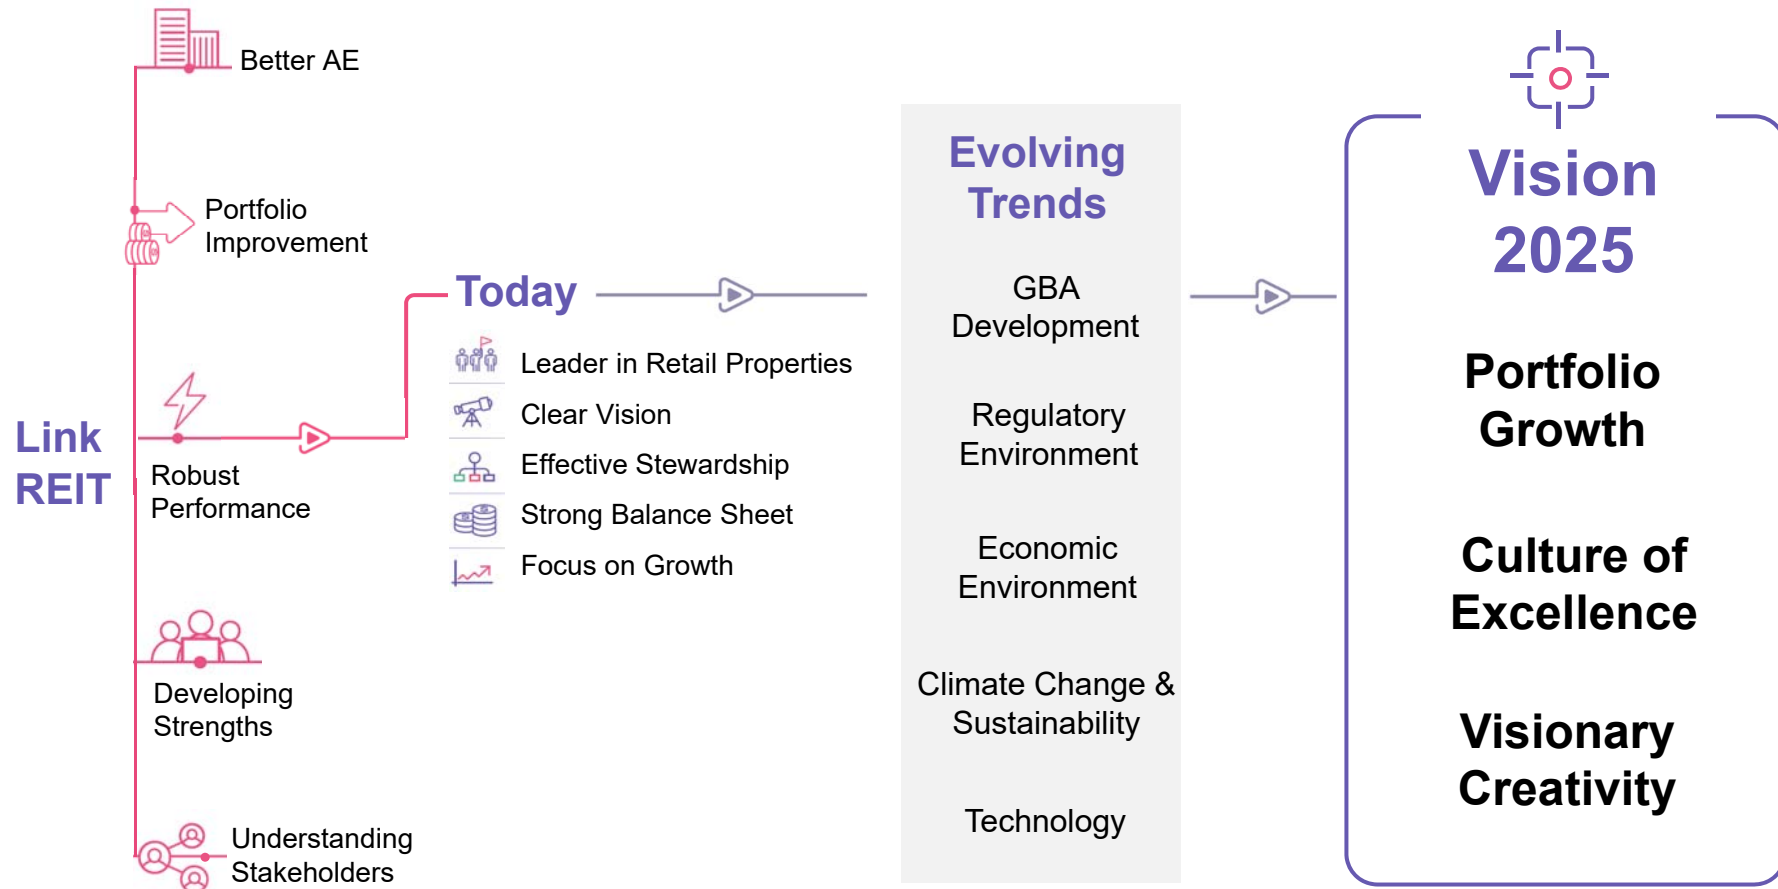 Link
REIT
Better AE
Portfolio
Improvement
Robust
Performance
Developing
Strengths
Understanding
Stakeholders
Today
Leader in Retail Properties
Clear Vision
Effective Stewardship
Strong Balance Sheet
Focus on Growth
Evolving
Trends
GBA
Development
Regulatory
Environment
Economic
Environment
Climate Change &
Sustainability
Technology
Vision
2025
Portfolio
Growth
Culture of
Excellence
Visionary
Creativity